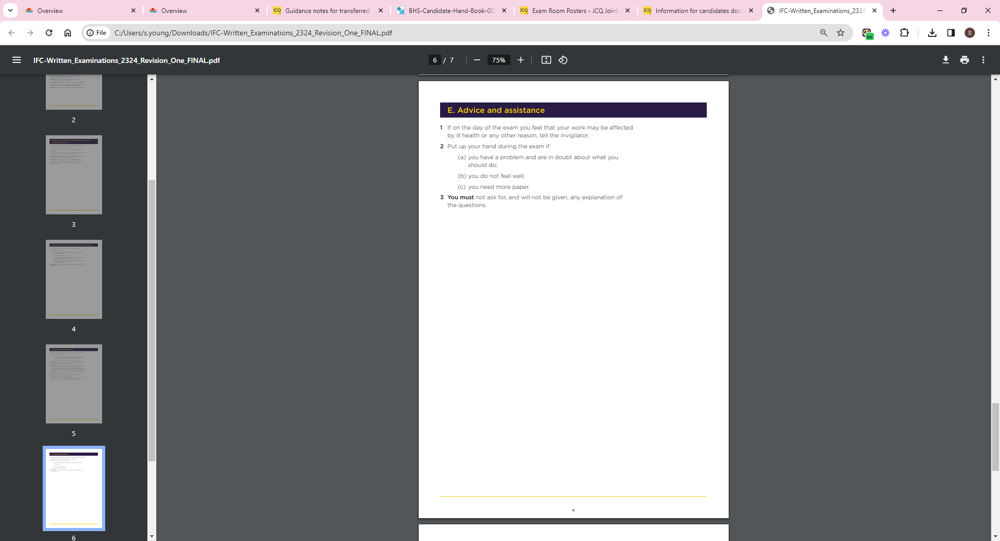 Overview
Overview
Guidance notes for transferred
BHS-Candidate-Hand-Book-GC
Exam Room Posters - JCQ Joint
Information for candidates doc
IFC-Written_Examinations_2324
File
C:/Users/s.young/Downloads/IFC-Written_Examinations_2324_Revision_One_FINAL.pdf
on
S
IFC-Written_Examinations_2324_Revision_One_FINAL.pdf
6 / 7
75%
2
3
4
5
6
E. Advice and assistance
1 If on the day of the exam you feel that your work may be affected
by ill health or any other reason, tell the invigilator.
2 Put up your hand during the exam if:
(a) you have a problem and are in doubt about what you
should do;
(b) you do not feel well;
(c) you need more paper.
3 You must not ask for, and will not be given, any explanation of
the questions.
6